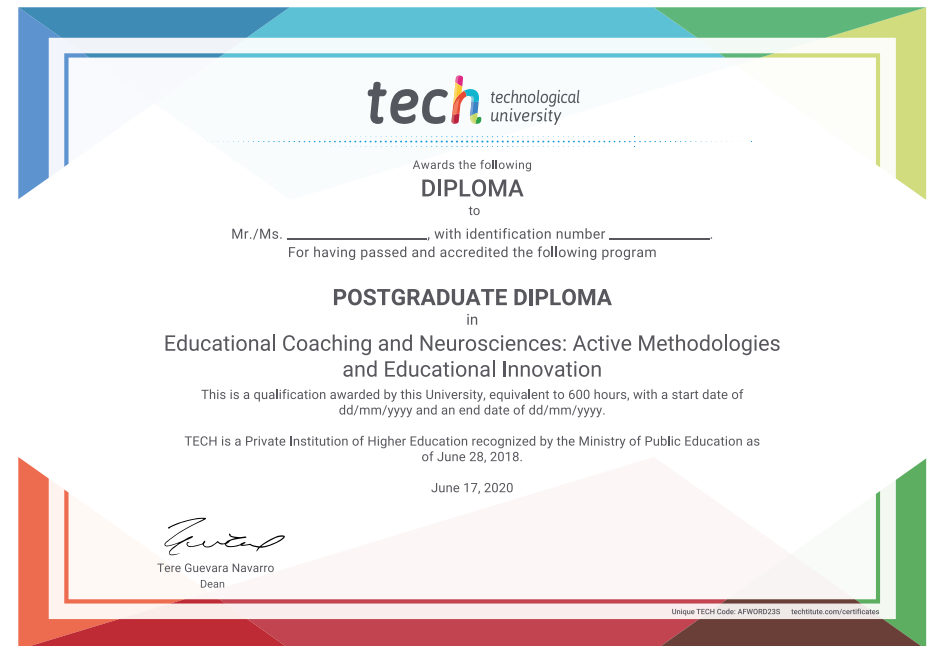 tech technological
university
Awards the following
DIPLOMA
to
Mr./Ms. ____________________, with identification number ______________.
For having passed and accredited the following program
POSTGRADUATE DIPLOMA
in
Educational Coaching and Neurosciences: Active Methodologies
and Educational Innovation
This is a qualification awarded by this University, equivalent to 600 hours, with a start date of
dd/mm/yyyy and an end date of dd/mm/yyyy.
TECH is a Private Institution of Higher Education recognized by the Ministry of Public Education as
of June 28, 2018.
June 17, 2020
Tere Guevara Navarro
Dean
Unique TECH Code: AFWORD23S techtitute.com/certificates